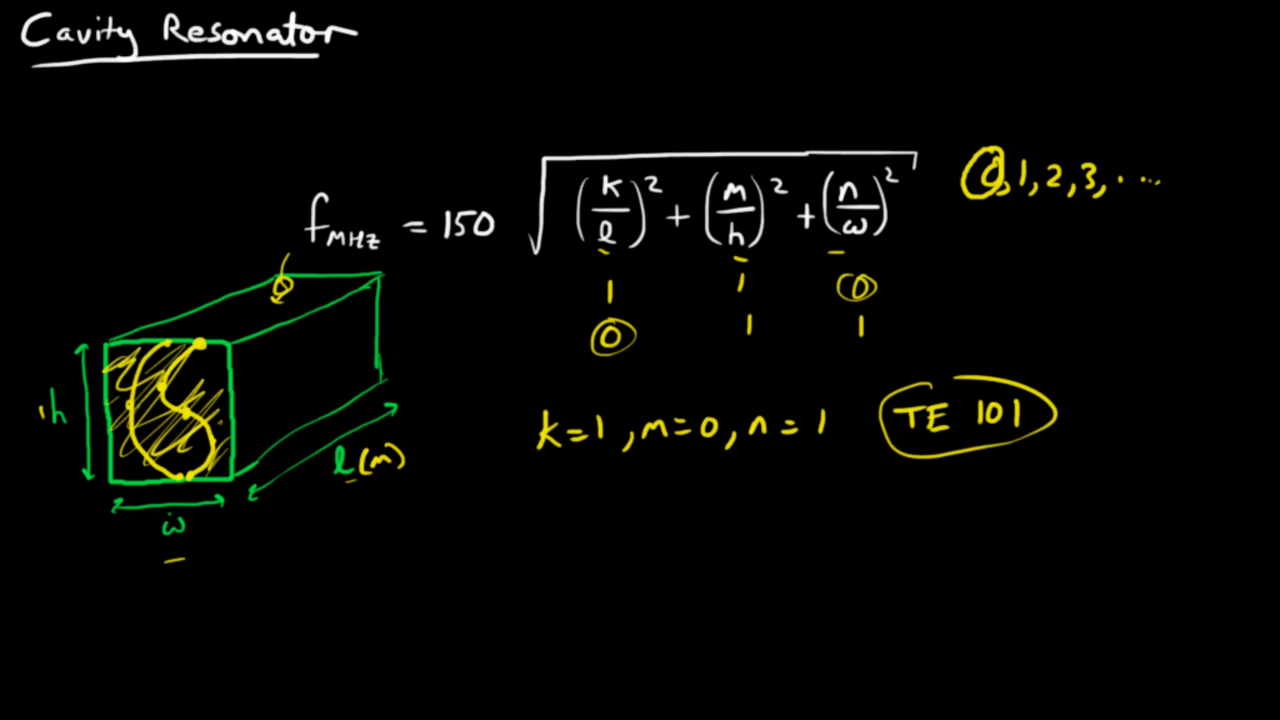 Cavity Resonator
f_MHz = 150 √((k/l)² + (m/h)² + (n/w)²)
0, 1, 2, 3, . ...
1 1 0
0 1 1
h
k=1, m=0, n=1
TE 101
l (m)
w